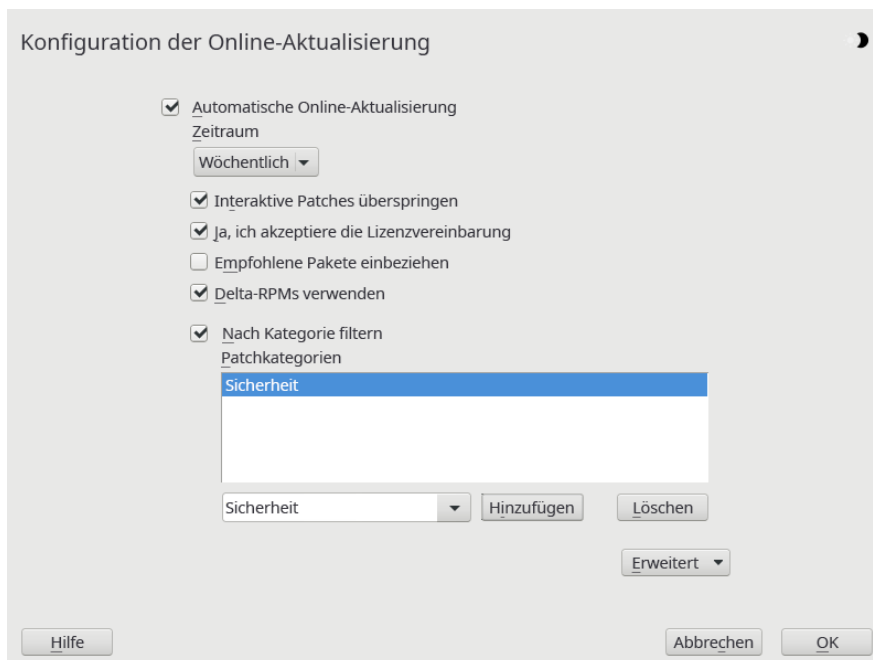 Konfiguration der Online-Aktualisierung
Automatische Online-Aktualisierung
Zeitraum
Wöchentlich
Interaktive Patches überspringen
Ja, ich akzeptiere die Lizenzvereinbarung
Empfohlene Pakete einbeziehen
Delta-RPMs verwenden
Nach Kategorie filtern
Patchkategorien
Sicherheit
Sicherheit Hinzufügen Löschen
Erweitert
Hilfe Abbrechen OK